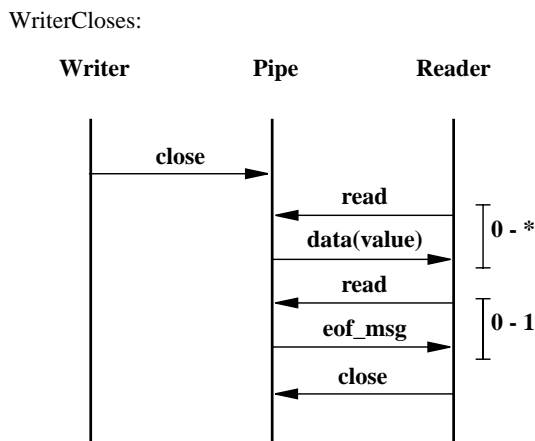 WriterCloses:
Writer Pipe Reader
close
read
0 - *
data(value)
read
0 - 1
eof_msg
close